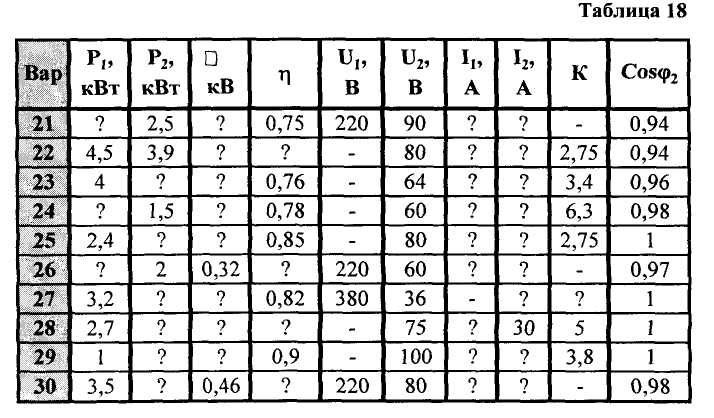 Таблица 18
Вар P₁, кВт P₂, кВт □ кВ η U₁, В U₂, В I₁, А I₂, А К Cosφ₂
21 ? 2,5 ? 0,75 220 90 ? ? - 0,94
22 4,5 3,9 ? ? - 80 ? ? 2,75 0,94
23 4 ? ? 0,76 - 64 ? ? 3,4 0,96
24 ? 1,5 ? 0,78 - 60 ? ? 6,3 0,98
25 2,4 ? ? 0,85 - 80 ? ? 2,75 1
26 ? 2 0,32 ? 220 60 ? ? - 0,97
27 3,2 ? ? 0,82 380 36 - ? ? 1
28 2,7 ? ? ? - 75 ? 30 5 1
29 1 ? ? 0,9 - 100 ? ? 3,8 1
30 3,5 ? 0,46 ? 220 80 ? ? - 0,98